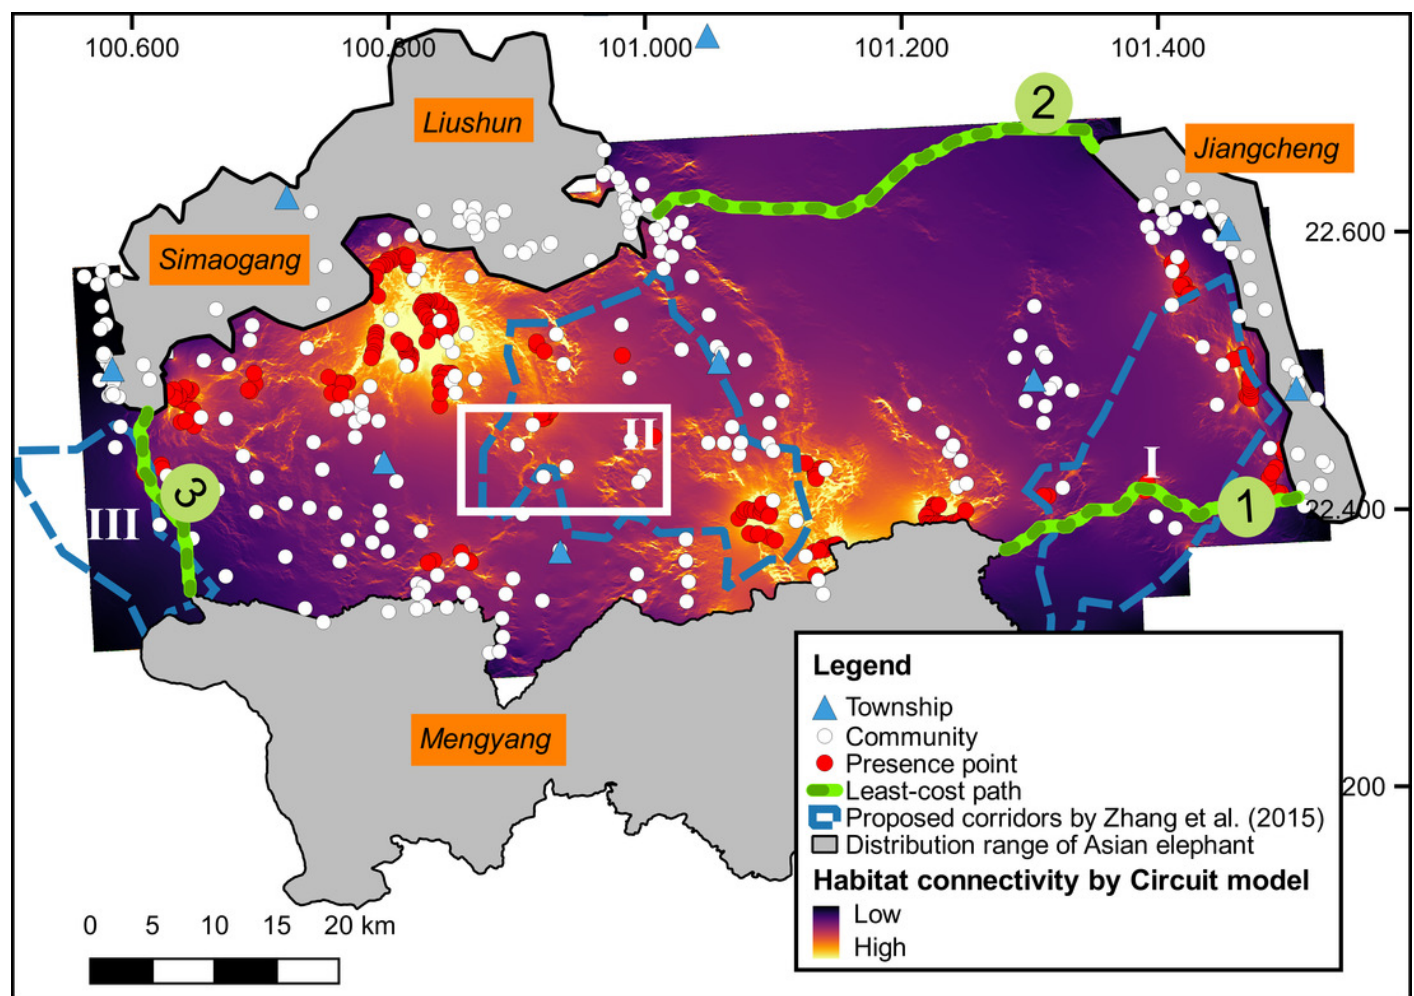 100.600 100.800 101.000 101.200 101.400
2
Liushun
Jiangcheng
22.600
Simaogang
II
I
3
1
III
22.400
Mengyang
200
Legend
Township
Community
Presence point
Least-cost path
Proposed corridors by Zhang et al. (2015)
Distribution range of Asian elephant
Habitat connectivity by Circuit model
Low
High
0 5 10 15 20 km